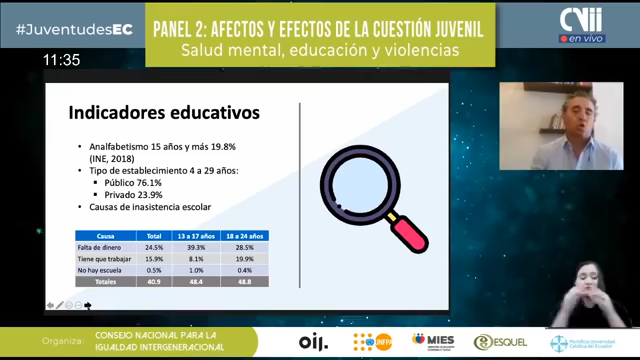 #JuventudesEC
PANEL 2: AFECTOS Y EFECTOS DE LA CUESTIÓN JUVENIL
Salud mental, educación y violencias
CNII
en vivo
11:35
Indicadores educativos
Analfabetismo 15 años y más 19.8%
(INE, 2018)
Tipo de establecimiento 4 a 29 años:
Público 76.1%
Privado 23.9%
Causas de inasistencia escolar
Causa Total 13 a 17 años 18 a 24 años
Falta de dinero 24.5% 39.3% 28.5%
Tiene que trabajar 15.9% 8.1% 19.9%
No hay escuela 0.5% 1.0% 0.4%
Totales 40.9 48.4 48.8
Organiza:
CONSEJO NACIONAL PARA LA
IGUALDAD INTERGENERACIONAL
oij.
UNFPA
MIES
ESQUEL
Pontificia Universidad
Católica del Ecuador